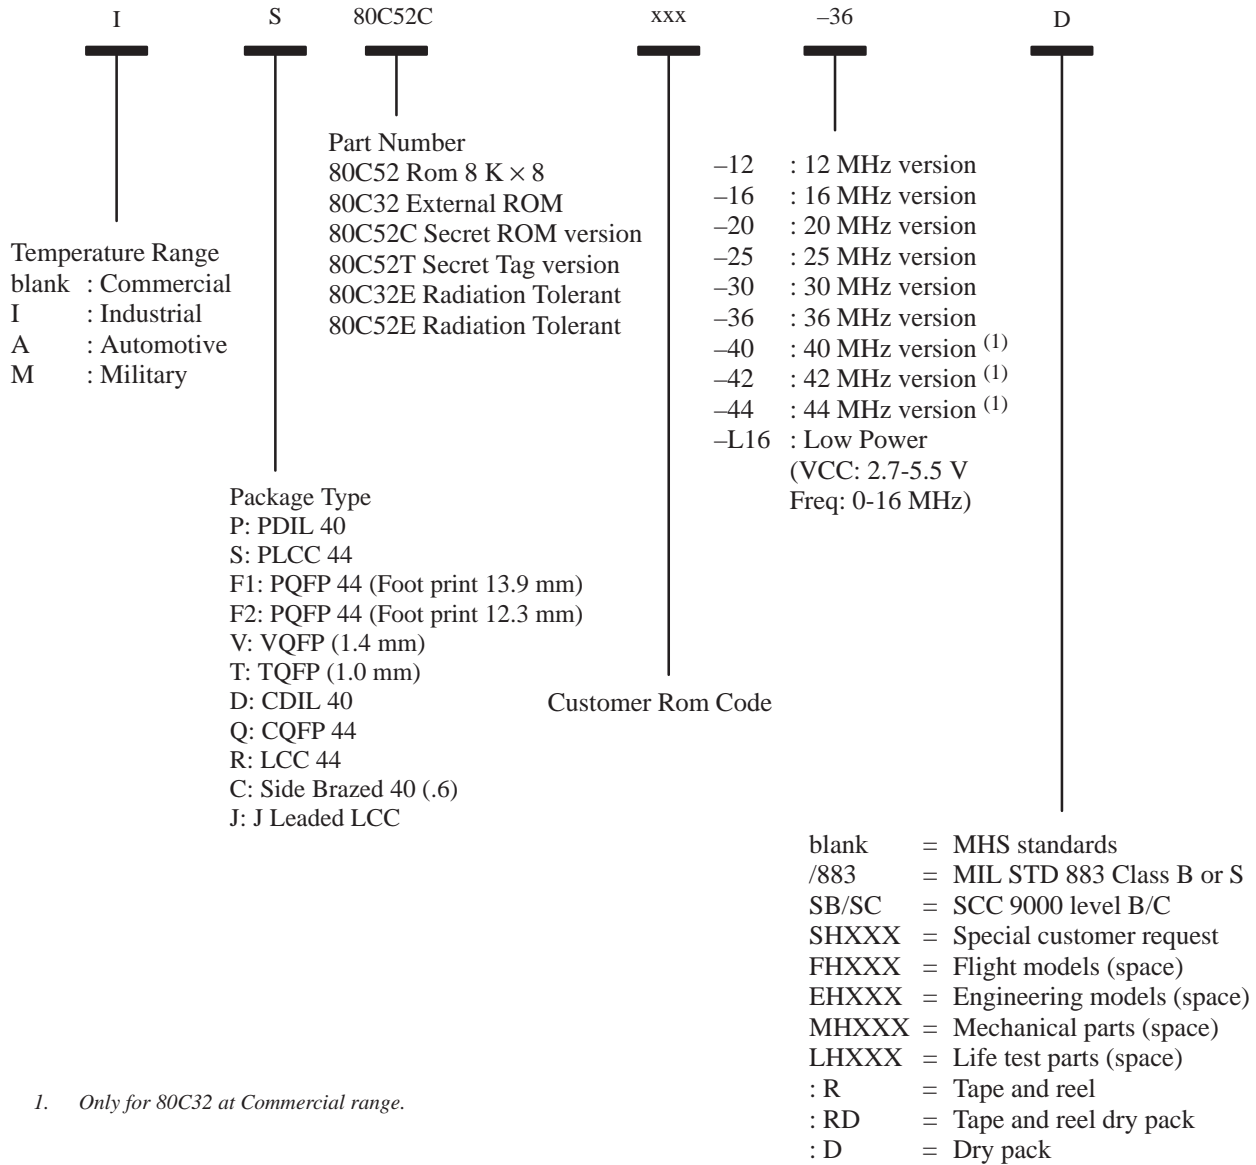 I S 80C52C xxx –36 D
Temperature Range
blank : Commercial
I : Industrial
A : Automotive
M : Military
Package Type
P: PDIL 40
S: PLCC 44
F1: PQFP 44 (Foot print 13.9 mm)
F2: PQFP 44 (Foot print 12.3 mm)
V: VQFP (1.4 mm)
T: TQFP (1.0 mm)
D: CDIL 40
Q: CQFP 44
R: LCC 44
C: Side Brazed 40 (.6)
J: J Leaded LCC
Part Number
80C52 Rom 8 K × 8
80C32 External ROM
80C52C Secret ROM version
80C52T Secret Tag version
80C32E Radiation Tolerant
80C52E Radiation Tolerant
Customer Rom Code
–12 : 12 MHz version
–16 : 16 MHz version
–20 : 20 MHz version
–25 : 25 MHz version
–30 : 30 MHz version
–36 : 36 MHz version
–40 : 40 MHz version (1)
–42 : 42 MHz version (1)
–44 : 44 MHz version (1)
–L16 : Low Power
(VCC: 2.7-5.5 V
Freq: 0-16 MHz)
blank = MHS standards
/883 = MIL STD 883 Class B or S
SB/SC = SCC 9000 level B/C
SHXXX = Special customer request
FHXXX = Flight models (space)
EHXXX = Engineering models (space)
MHXXX = Mechanical parts (space)
LHXXX = Life test parts (space)
: R = Tape and reel
: RD = Tape and reel dry pack
: D = Dry pack
1. Only for 80C32 at Commercial range.